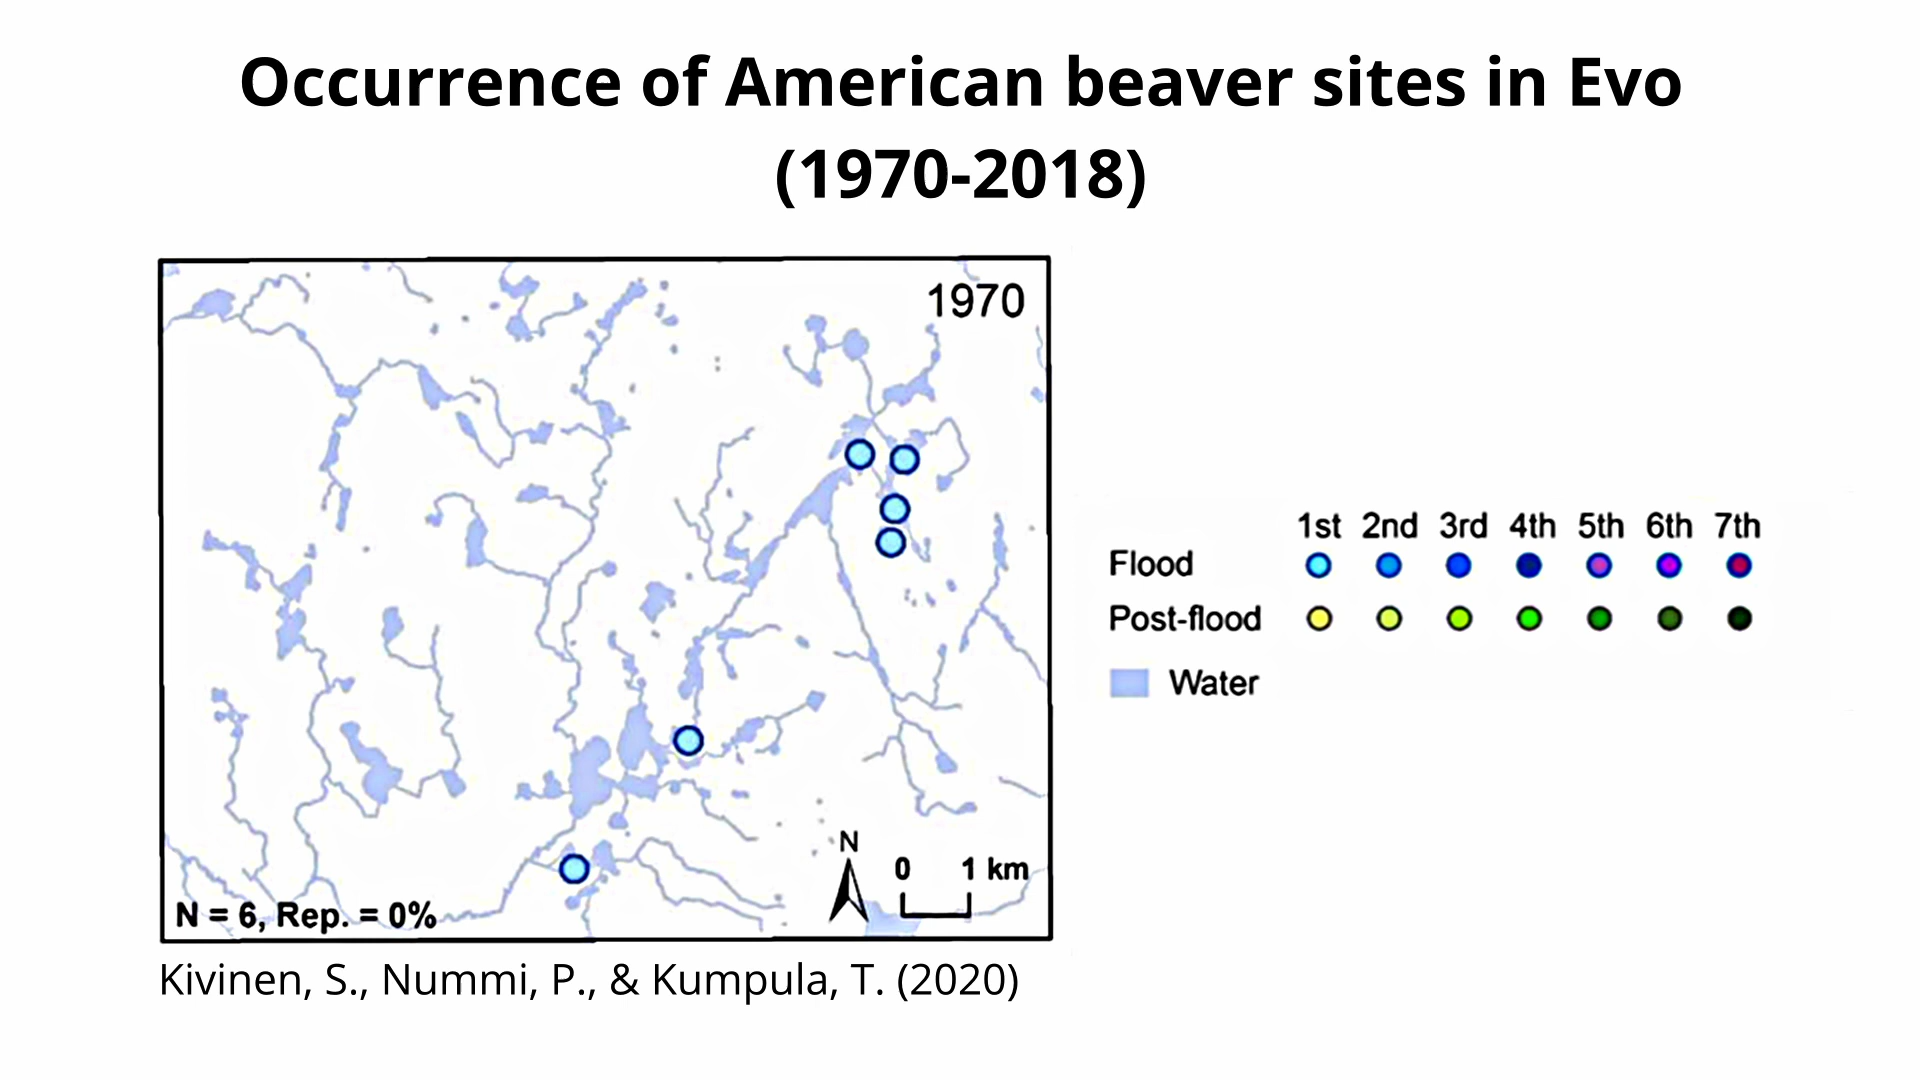 Occurrence of American beaver sites in Evo
(1970-2018)
1970
N
0 1 km
N = 6, Rep. = 0%
1st 2nd 3rd 4th 5th 6th 7th
Flood
Post-flood
Water
Kivinen, S., Nummi, P., & Kumpula, T. (2020)